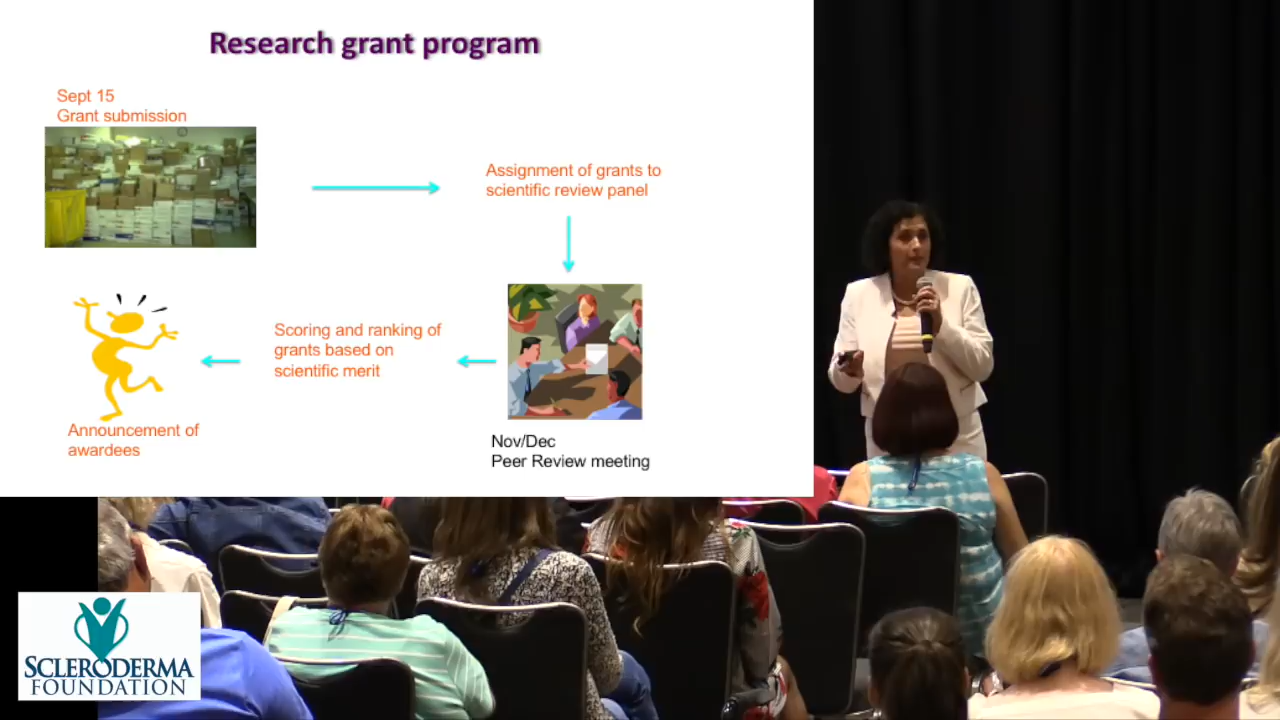 Research grant program
Sept 15
Grant submission
Assignment of grants to
scientific review panel
Scoring and ranking of
grants based on
scientific merit
Announcement of
awardees
Nov/Dec
Peer Review meeting
SCLERODERMA
FOUNDATION